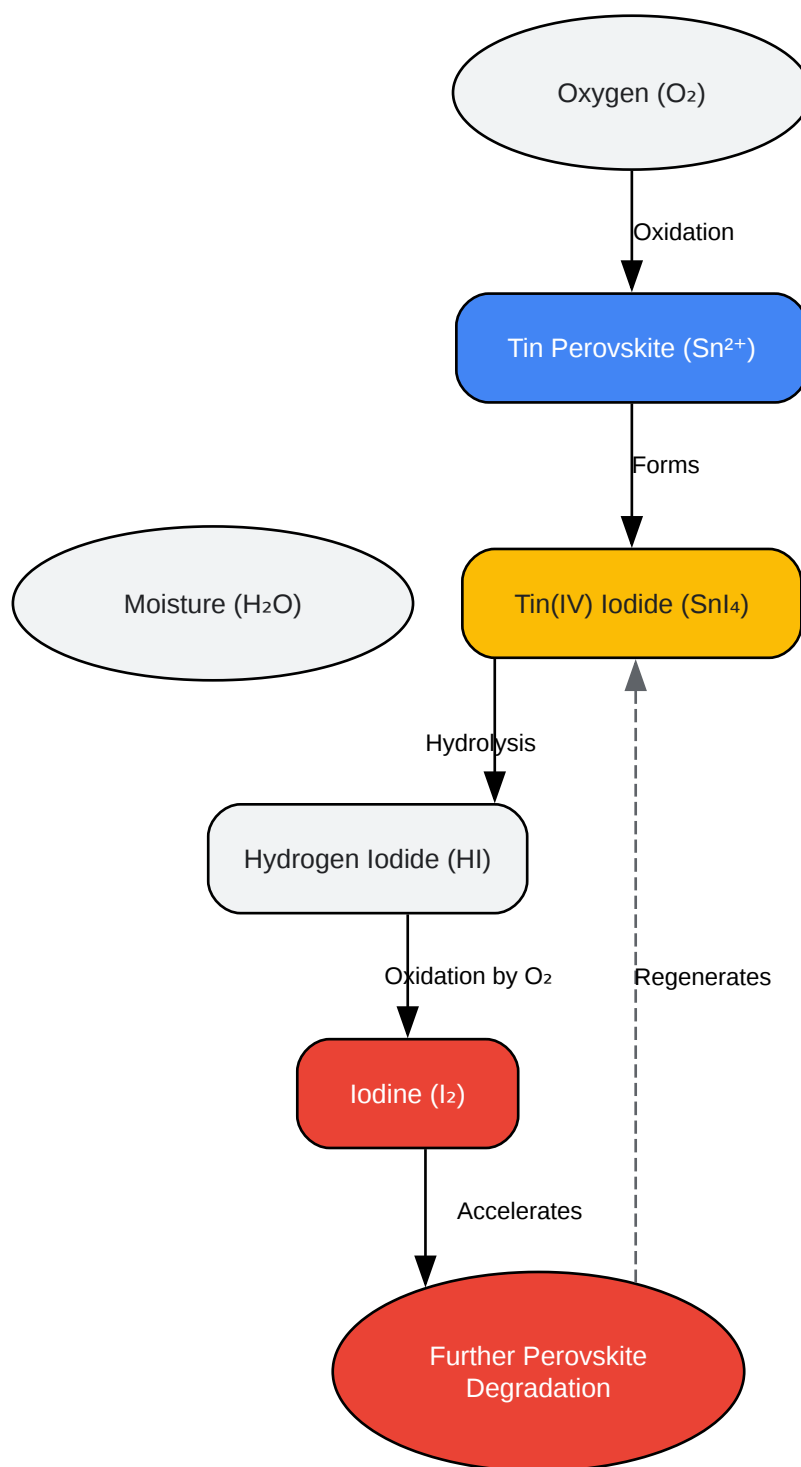 Oxygen (O₂)
Oxidation
Tin Perovskite (Sn²⁺)
Forms
Moisture (H₂O)
Tin(IV) Iodide (SnI₄)
Hydrolysis
Hydrogen Iodide (HI)
Oxidation by O₂
Regenerates
Iodine (I₂)
Accelerates
Further Perovskite
Degradation